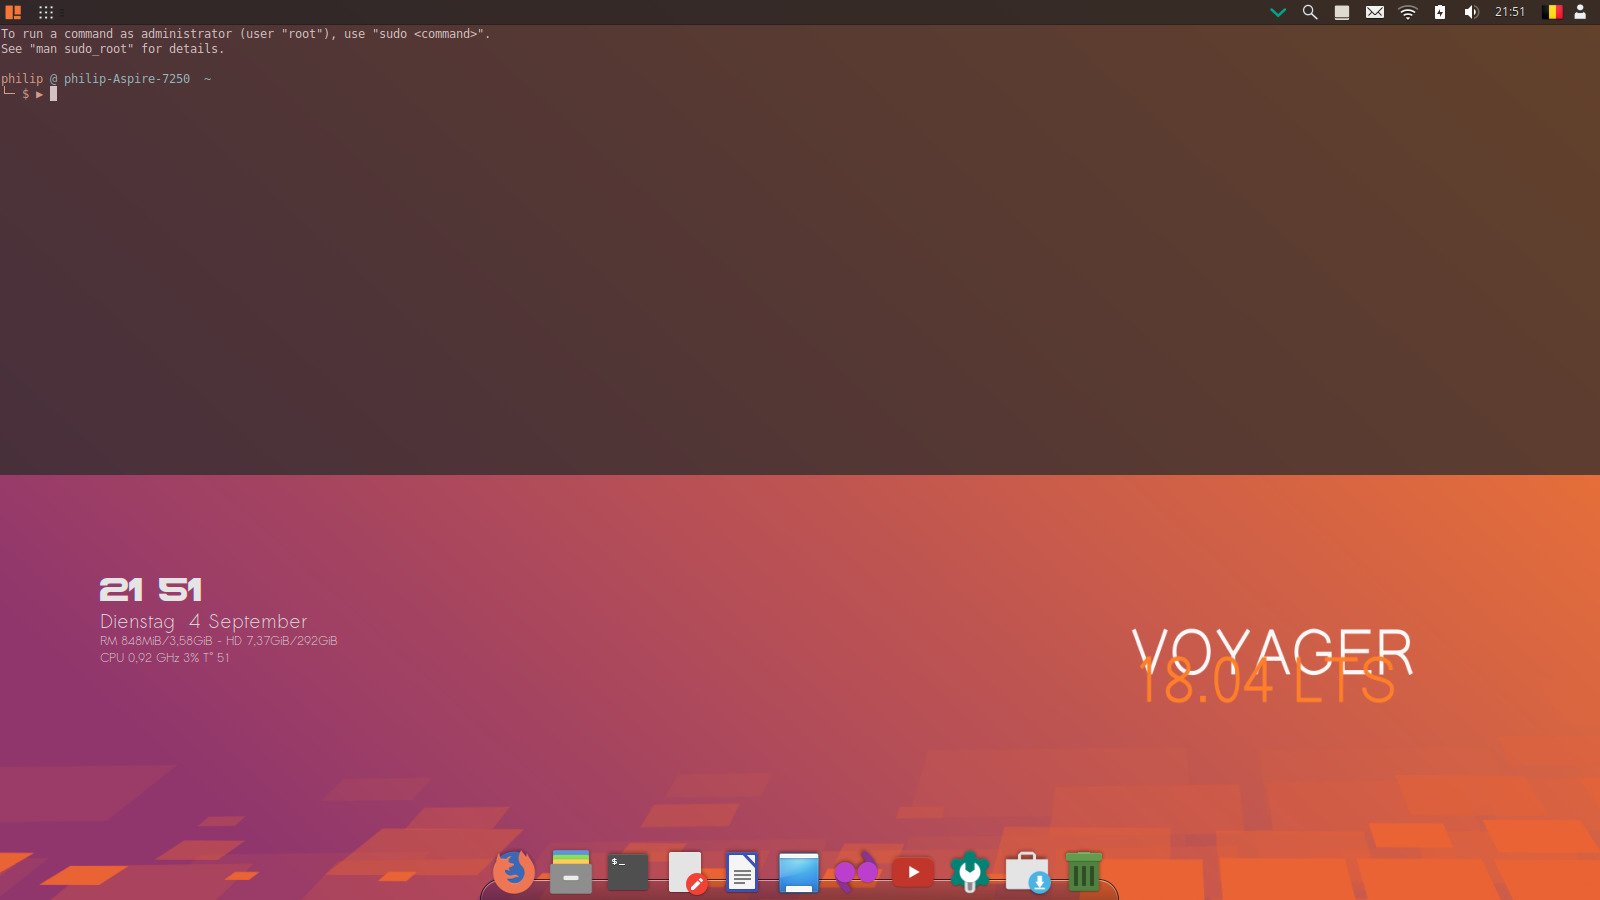 21:51
To run a command as administrator (user "root"), use "sudo <command>".
See "man sudo_root" for details.
philip @ philip-Aspire-7250 ~
└─ $ ▶
21 51
Dienstag 4 September
RM 848MiB/3,58GiB - HD 7,37GiB/292GiB
CPU 0,92 GHz 3% T° 51
VOYAGER
18.04 LTS
$_